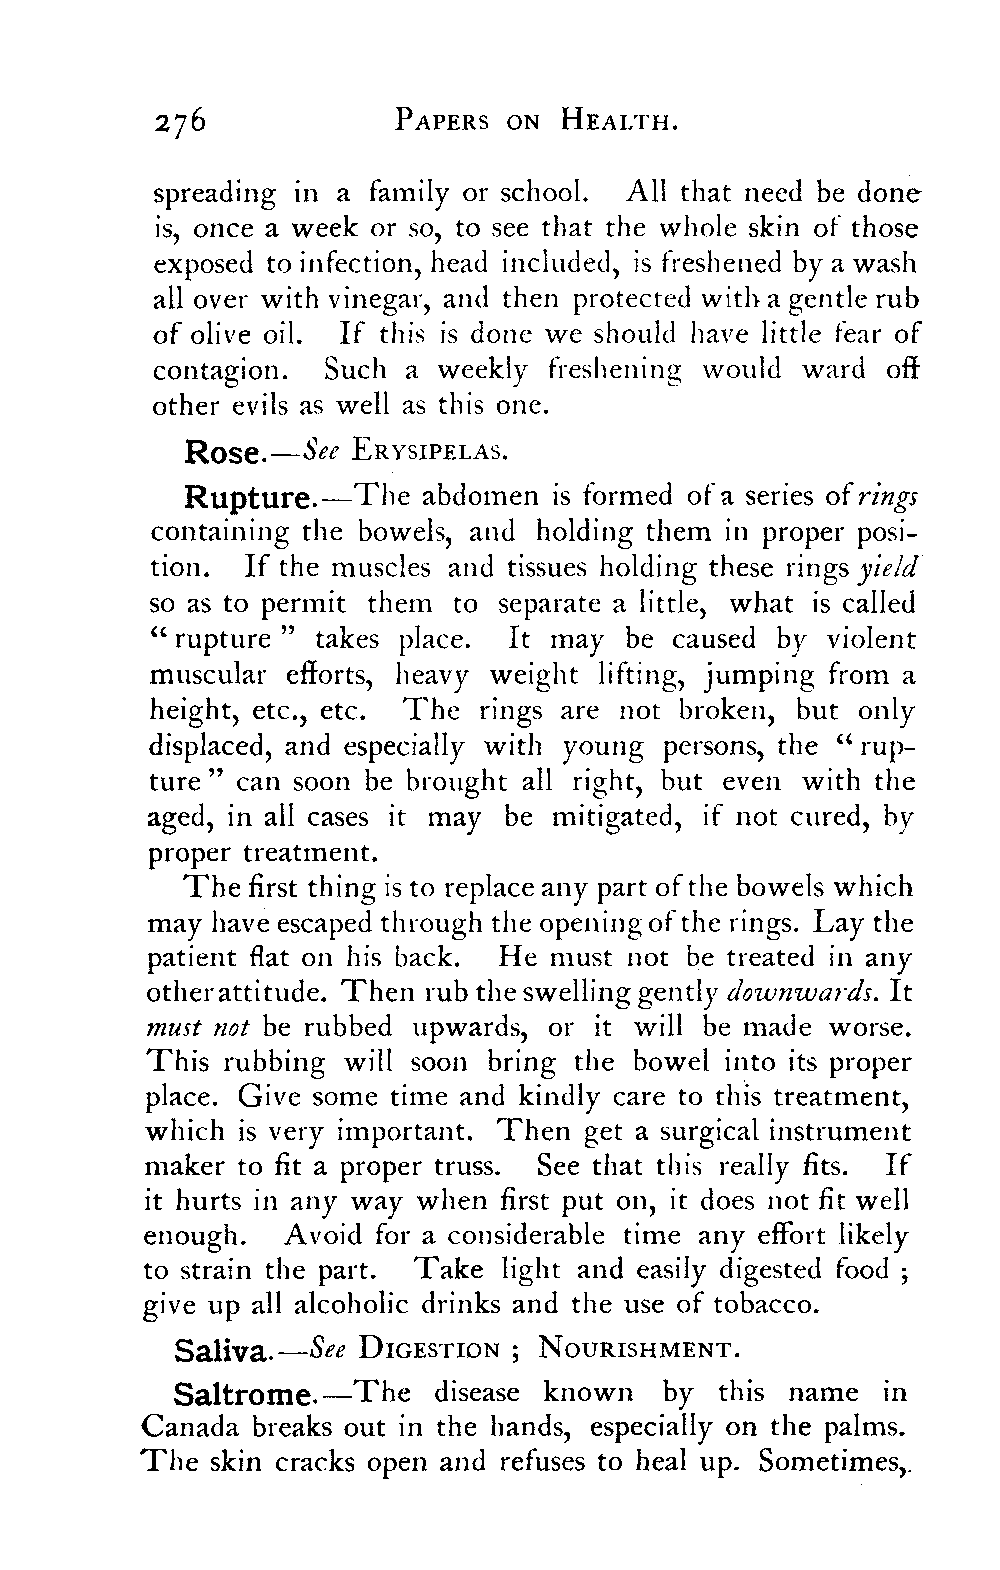 276 PAPERS ON HEALTH.
spreading in a family or school. All that need be done
is, once a week or so, to see that the whole skin of those
exposed to infection, head included, is freshened by a wash
all over with vinegar, and then protected with a gentle rub
of olive oil. If this is done we should have little fear of
contagion. Such a weekly freshening would ward off
other evils as well as this one.
Rose.—See ERYSIPELAS.
Rupture.—The abdomen is formed of a series of rings
containing the bowels, and holding them in proper posi-
tion. If the muscles and tissues holding these rings yield
so as to permit them to separate a little, what is called
“ rupture ” takes place. It may be caused by violent
muscular efforts, heavy weight lifting, jumping from a
height, etc., etc. The rings are not broken, but only
displaced, and especially with young persons, the “ rup-
ture ” can soon be brought all right, but even with the
aged, in all cases it may be mitigated, if not cured, by
proper treatment.
The first thing is to replace any part of the bowels which
may have escaped through the opening of the rings. Lay the
patient flat on his back. He must not be treated in any
other attitude. Then rub the swelling gently downwards. It
must not be rubbed upwards, or it will be made worse.
This rubbing will soon bring the bowel into its proper
place. Give some time and kindly care to this treatment,
which is very important. Then get a surgical instrument
maker to fit a proper truss. See that this really fits. If
it hurts in any way when first put on, it does not fit well
enough. Avoid for a considerable time any effort likely
to strain the part. Take light and easily digested food ;
give up all alcoholic drinks and the use of tobacco.
Saliva.—See DIGESTION ; NOURISHMENT.
Saltrome.—The disease known by this name in
Canada breaks out in the hands, especially on the palms.
The skin cracks open and refuses to heal up. Sometimes,